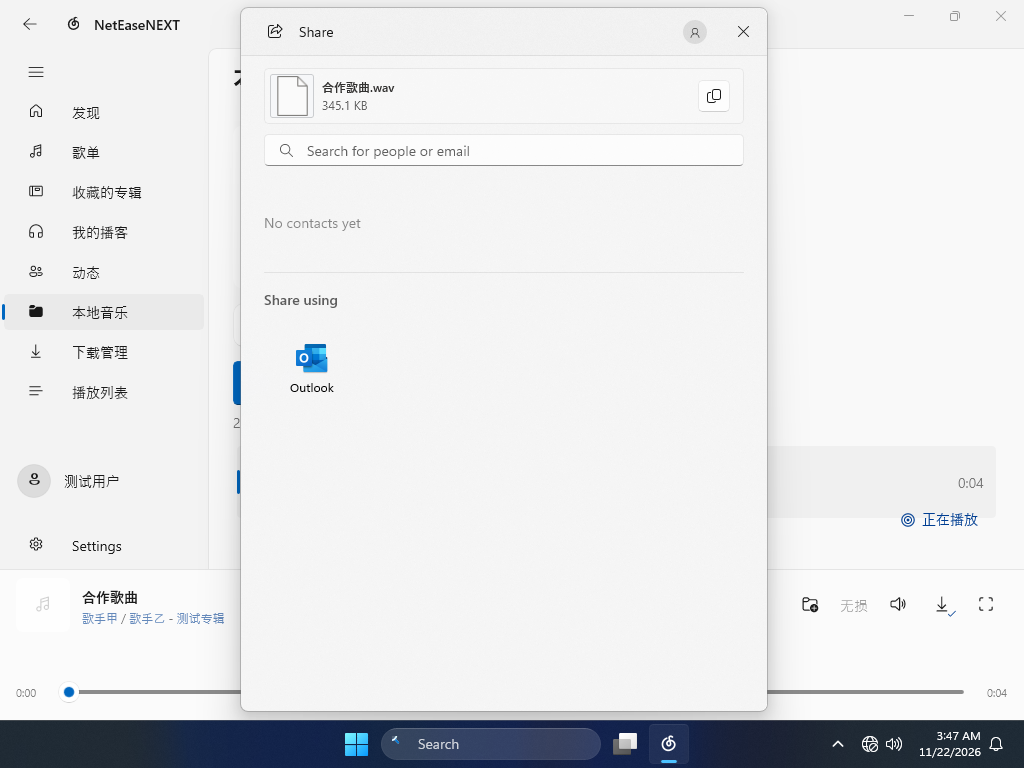 NetEaseNEXT
发现
歌单
收藏的专辑
我的播客
动态
本地音乐
下载管理
播放列表
测试用户
Settings
Share
合作歌曲.wav
345.1 KB
Search for people or email
No contacts yet
Share using
Outlook
2
0:04
正在播放
合作歌曲
歌手甲 / 歌手乙 - 测试专辑
无损
0:00
0:04
Search
3:47 AM
11/22/2026